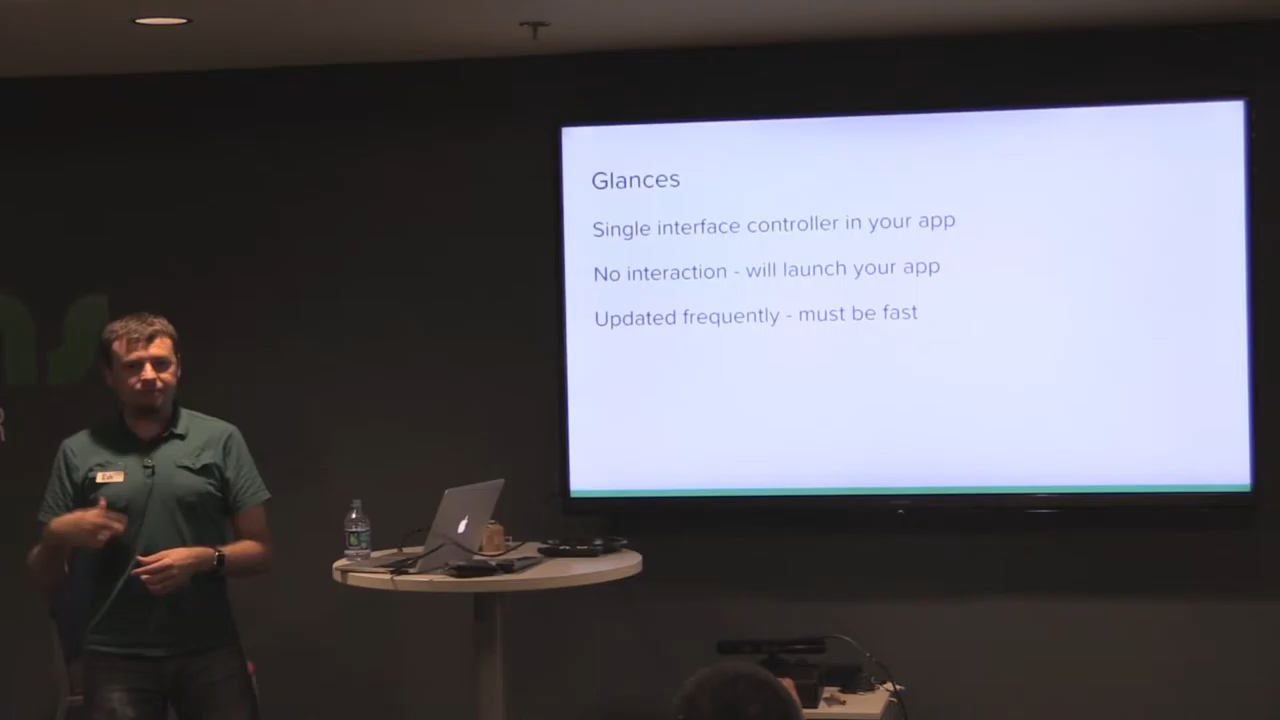 Glances
Single interface controller in your app
No interaction - will launch your app
Updated frequently - must be fast